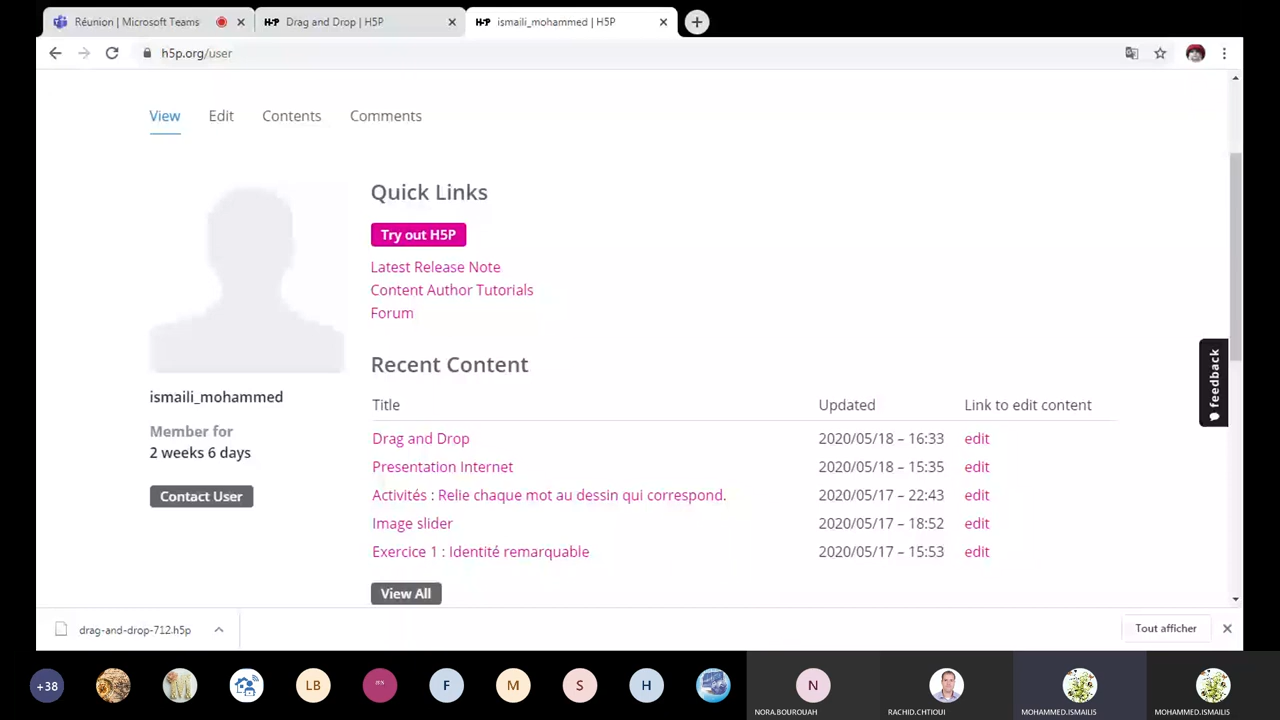 Réunion | Microsoft Teams
H-P Drag and Drop | H5P
H-P ismaili_mohammed | H5P
h5p.org/user
View Edit Contents Comments
Quick Links
Try out H5P
Latest Release Note
Content Author Tutorials
Forum
ismaili_mohammed
Member for
2 weeks 6 days
Contact User
Recent Content
Title Updated Link to edit content
Drag and Drop 2020/05/18 – 16:33 edit
Presentation Internet 2020/05/18 – 15:35 edit
Activités : Relie chaque mot au dessin qui correspond. 2020/05/17 – 22:43 edit
Image slider 2020/05/17 – 18:52 edit
Exercice 1 : Identité remarquable 2020/05/17 – 15:53 edit
View All
feedback
drag-and-drop-712.h5p
Tout afficher
+38
LB
F
M
S
H
N
NORA.BOUROUAH
RACHID.CHTIOUI
MOHAMMED.ISMAILIS
MOHAMMED.ISMAILIS